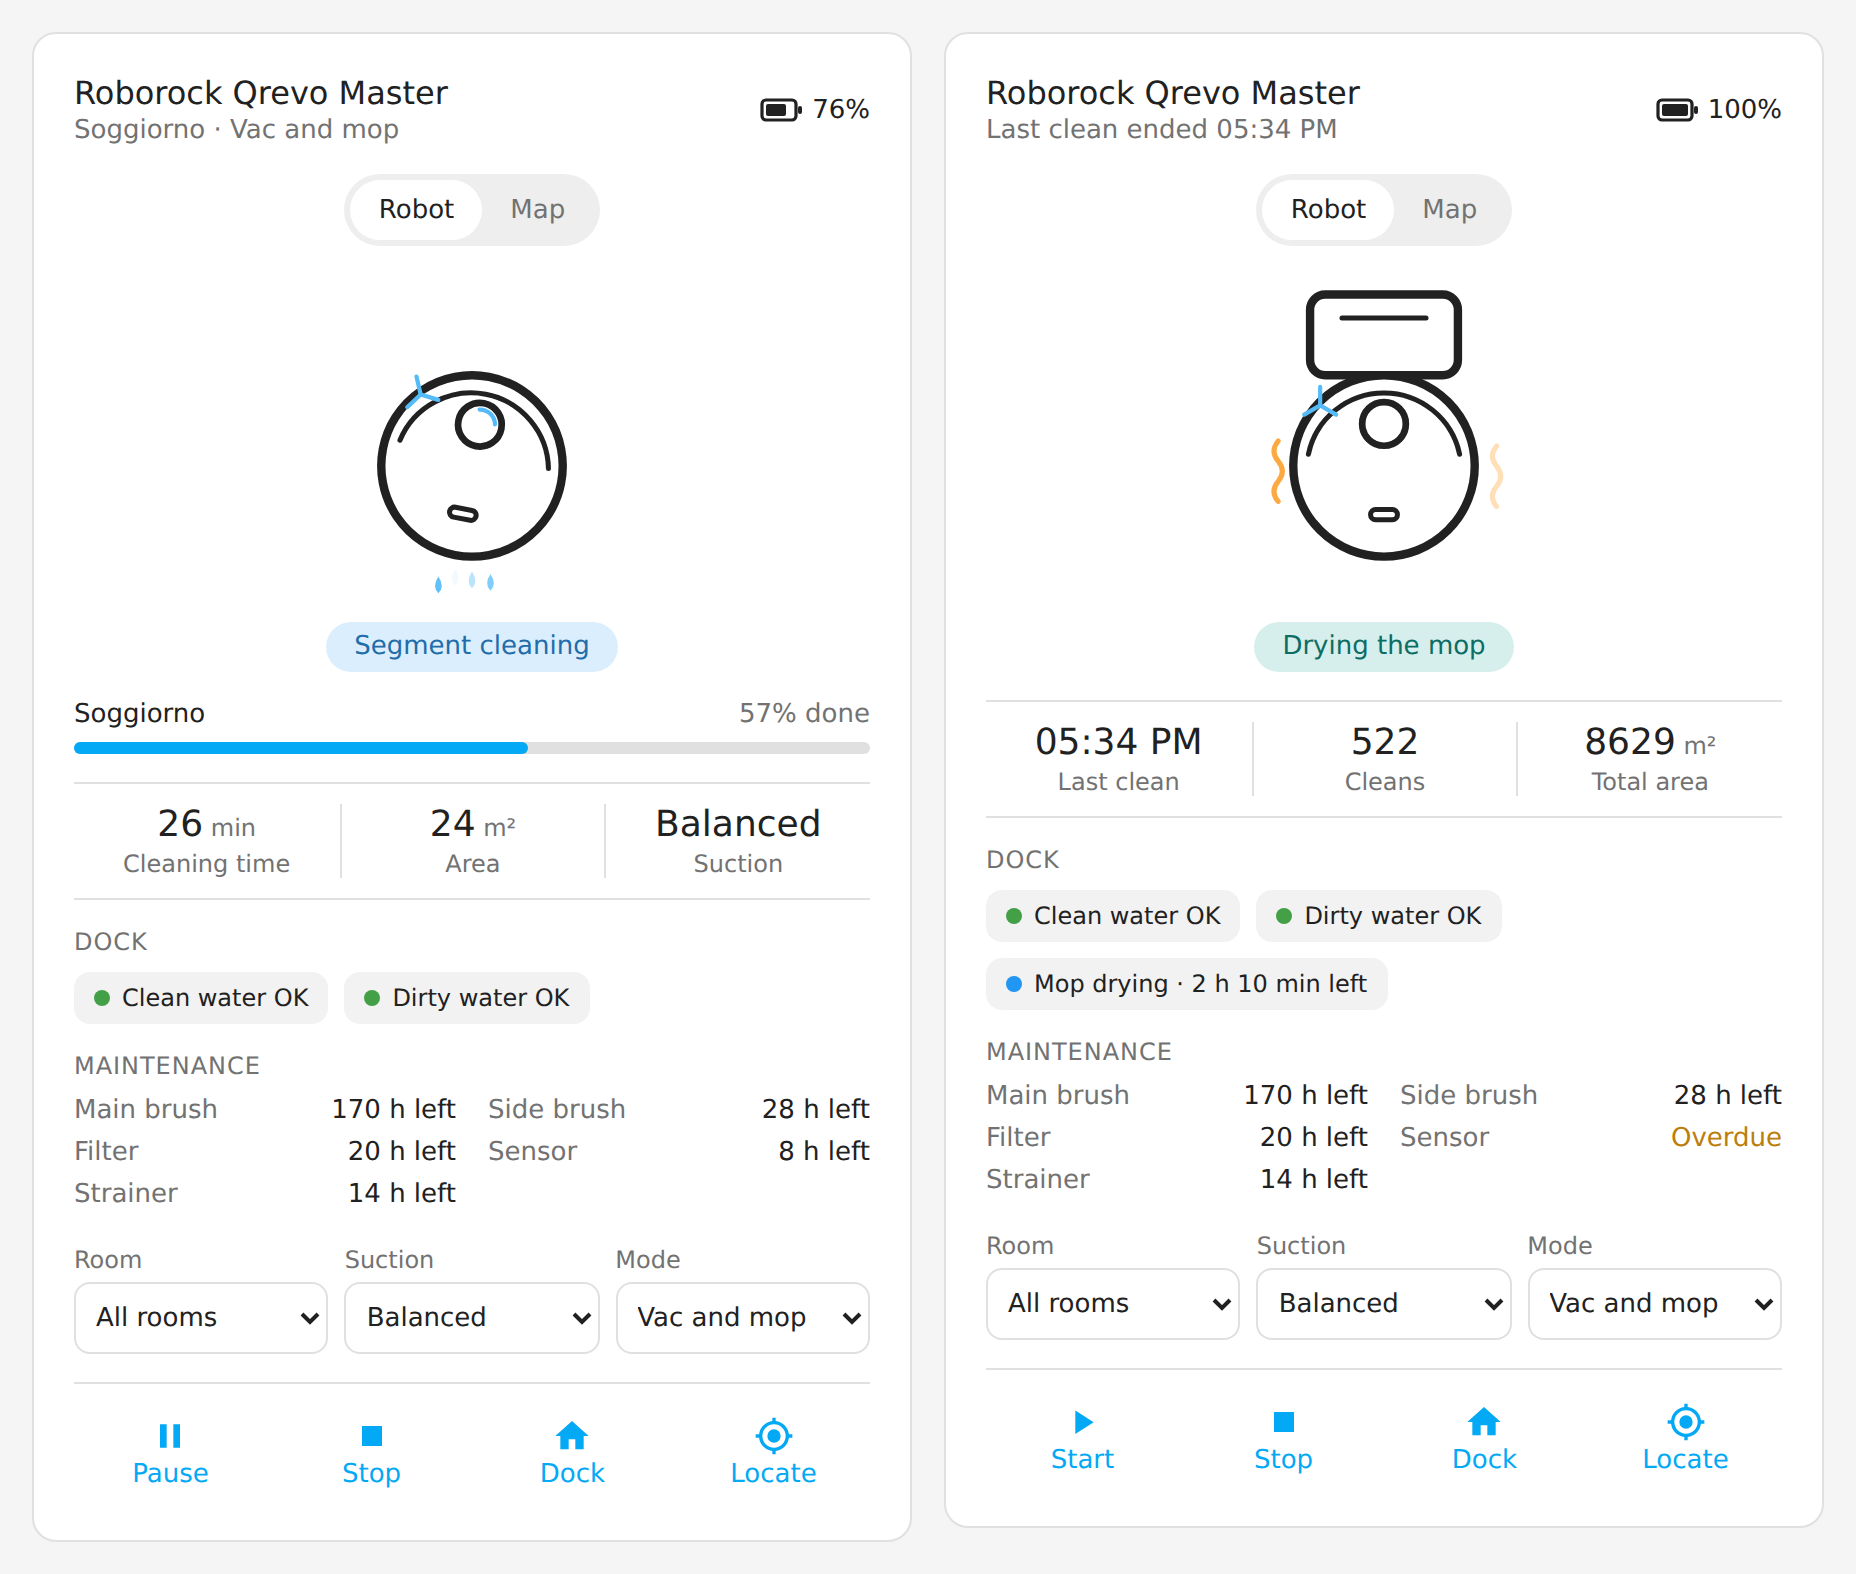 Roborock Qrevo Master
Soggiorno · Vac and mop
76%
Robot Map
Segment cleaning
Soggiorno 57% done
26 min 24 m² Balanced
Cleaning time Area Suction
DOCK
Clean water OK Dirty water OK
MAINTENANCE
Main brush 170 h left Side brush 28 h left
Filter 20 h left Sensor 8 h left
Strainer 14 h left
Room Suction Mode
All rooms Balanced Vac and mop
Pause Stop Dock Locate
Roborock Qrevo Master
Last clean ended 05:34 PM
100%
Robot Map
Drying the mop
05:34 PM 522 8629 m²
Last clean Cleans Total area
DOCK
Clean water OK Dirty water OK
Mop drying · 2 h 10 min left
MAINTENANCE
Main brush 170 h left Side brush 28 h left
Filter 20 h left Sensor Overdue
Strainer 14 h left
Room Suction Mode
All rooms Balanced Vac and mop
Start Stop Dock Locate